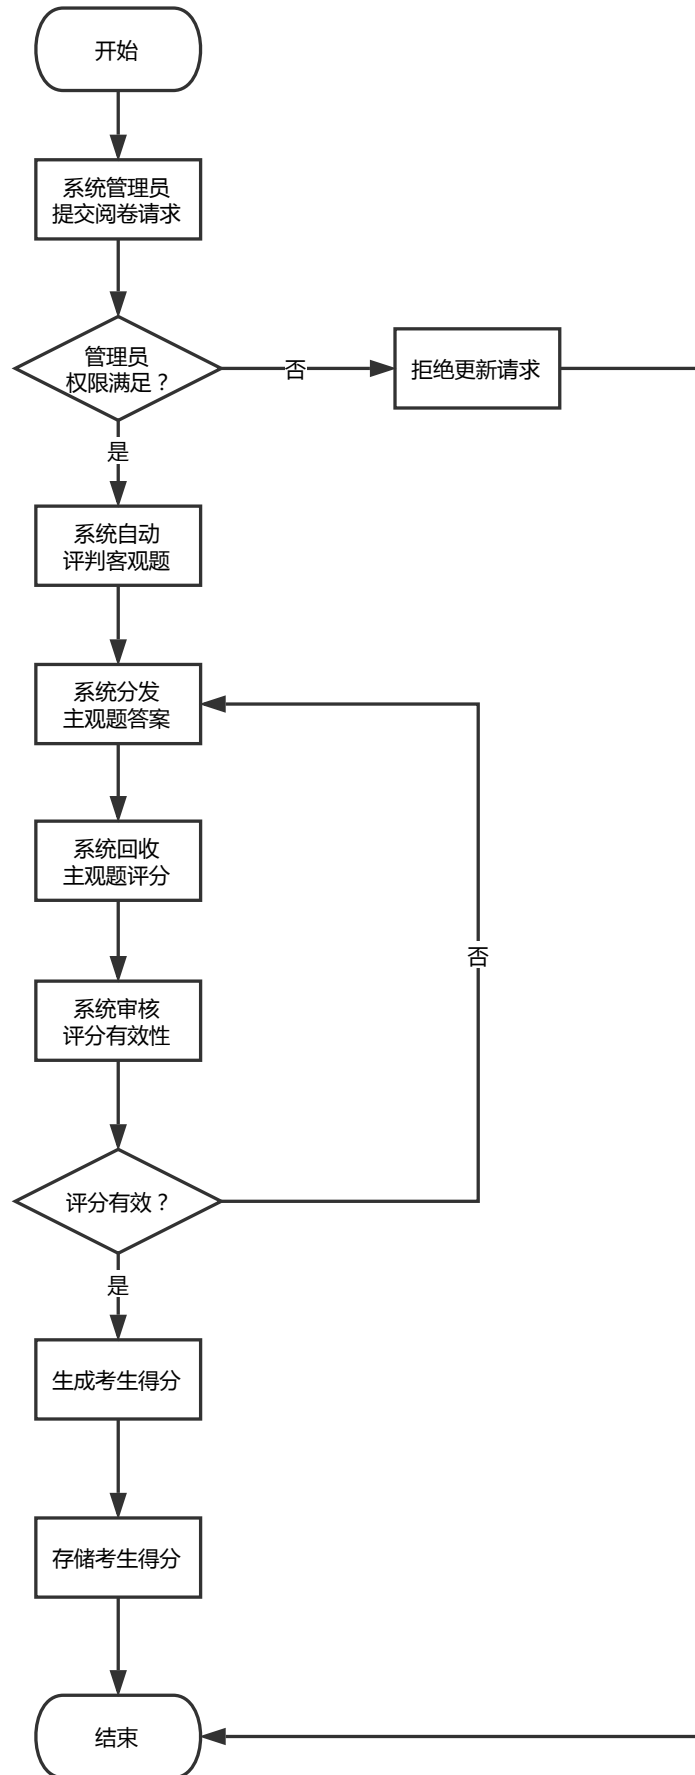 开始
系统管理员
提交阅卷请求
管理员
权限满足？
否
拒绝更新请求
是
系统自动
评判客观题
系统分发
主观题答案
系统回收
主观题评分
否
系统审核
评分有效性
评分有效？
是
生成考生得分
存储考生得分
结束